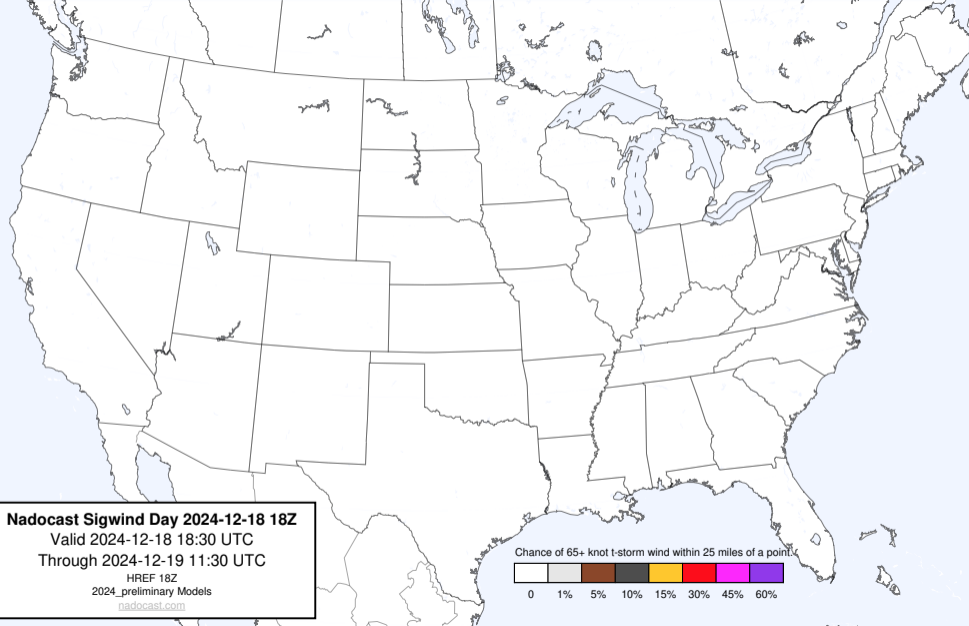 Nadocast Sigwind Day 2024-12-18 18Z
Valid 2024-12-18 18:30 UTC
Through 2024-12-19 11:30 UTC
HREF 18Z
2024_preliminary Models
nadocast.com
Chance of 65+ knot t-storm wind within 25 miles of a point.
0 1% 5% 10% 15% 30% 45% 60%